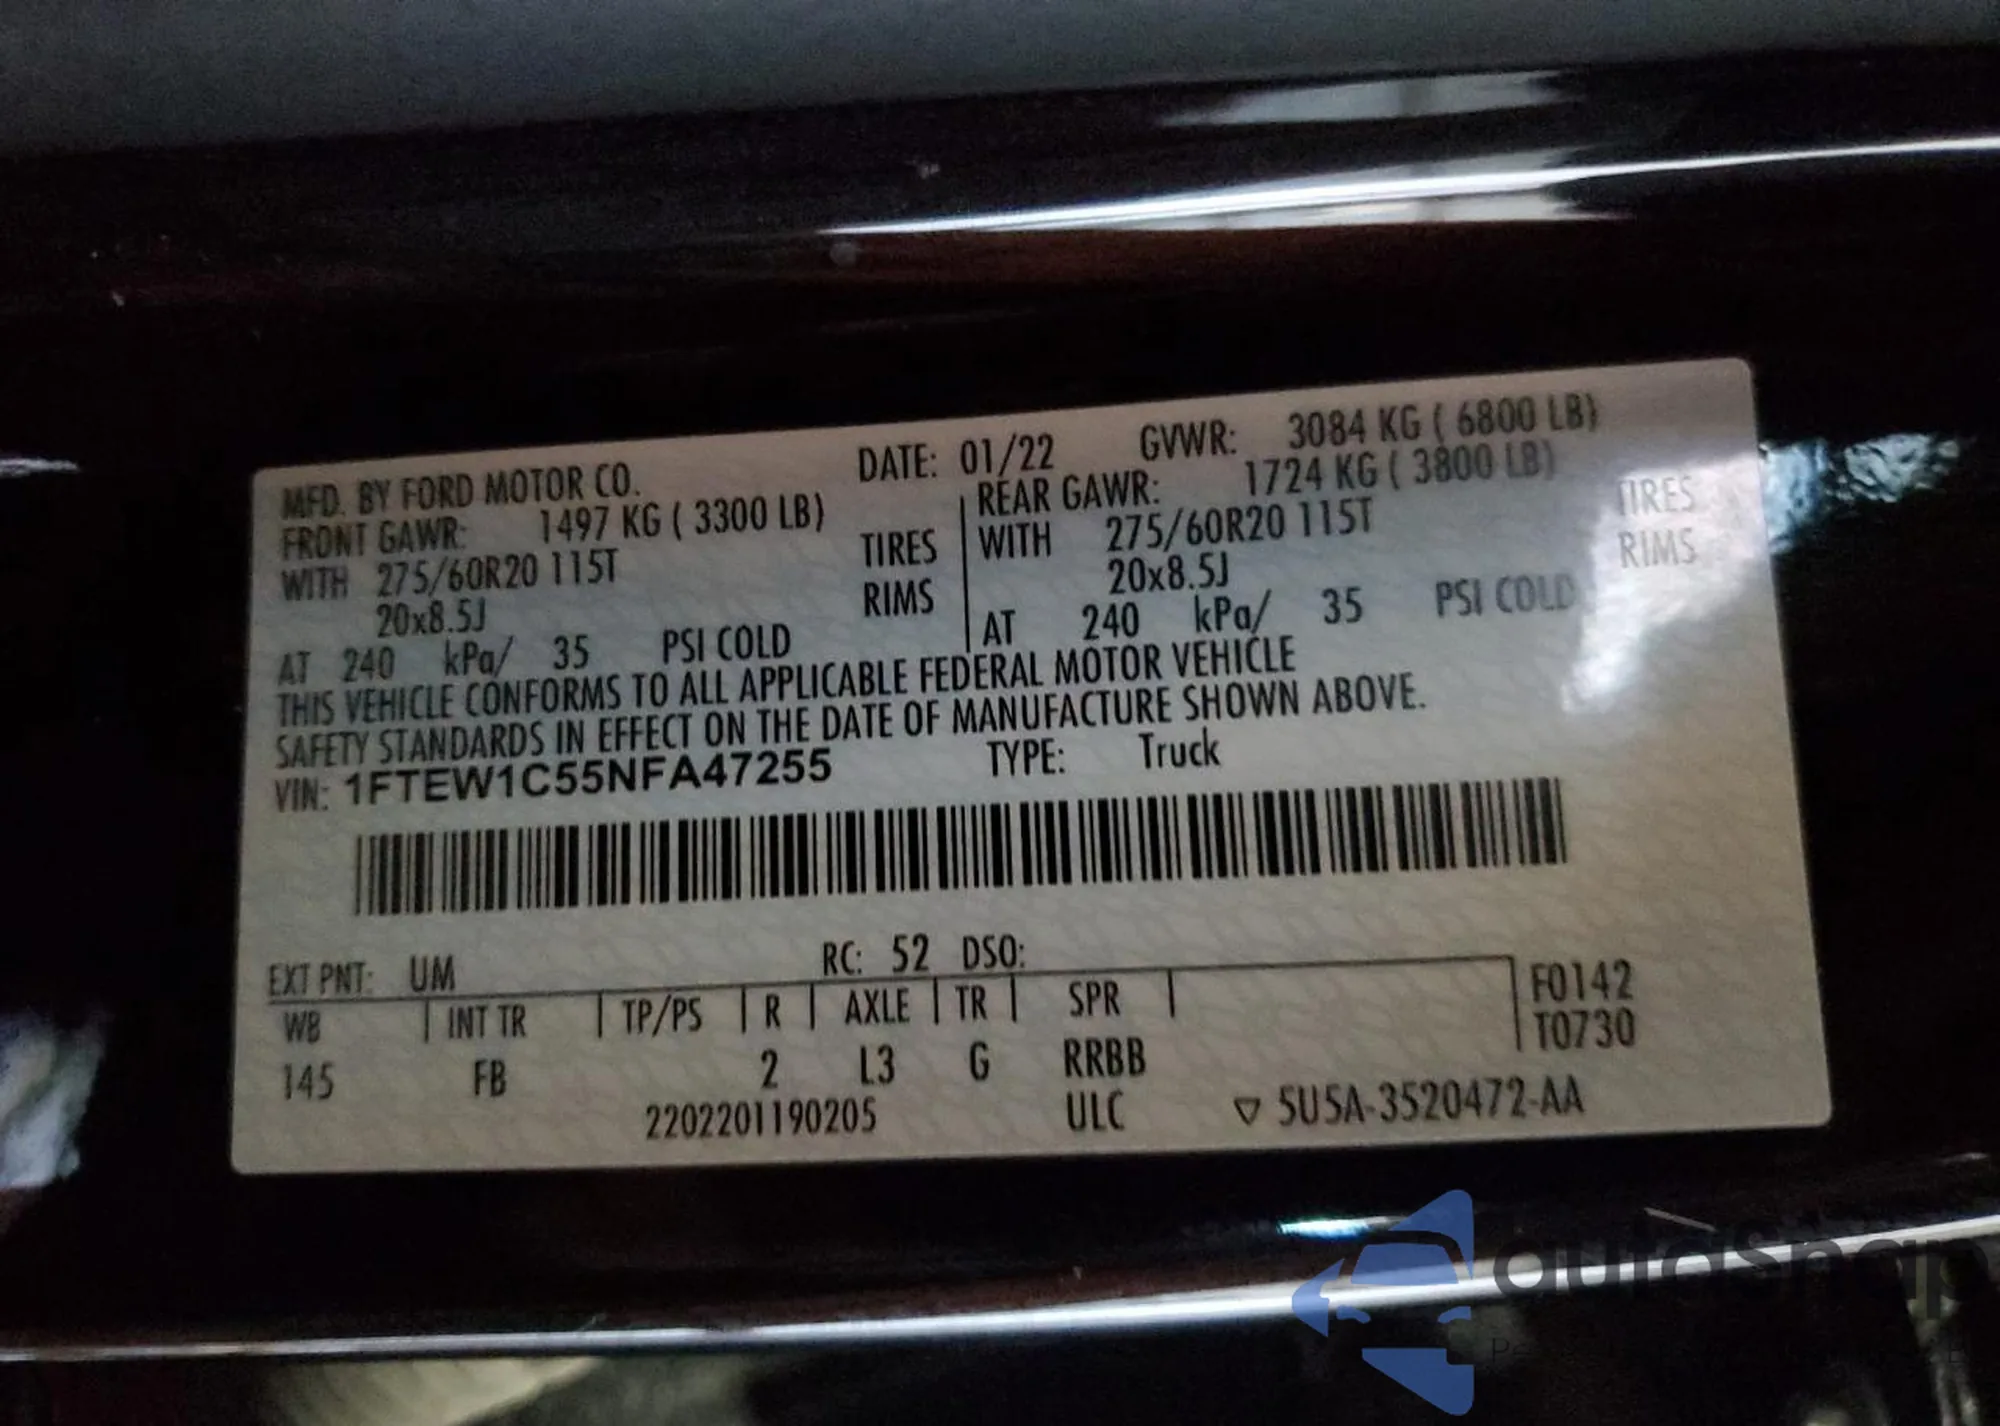 MFD. BY FORD MOTOR CO. DATE: 01/22 GVWR: 3084 KG ( 6800 LB)
FRONT GAWR: 1497 KG ( 3300 LB) REAR GAWR: 1724 KG ( 3800 LB)
WITH 275/60R20 115T TIRES WITH 275/60R20 115T TIRES
20x8.5J RIMS 20x8.5J RIMS
AT 240 kPa/ 35 PSI COLD AT 240 kPa/ 35 PSI COLD
THIS VEHICLE CONFORMS TO ALL APPLICABLE FEDERAL MOTOR VEHICLE
SAFETY STANDARDS IN EFFECT ON THE DATE OF MANUFACTURE SHOWN ABOVE.
VIN: 1FTEW1C55NFA47255 TYPE: Truck
EXT PNT: UM RC: 52 DSO:
WB INT TR TP/PS R AXLE TR SPR F0142
T0730
145 FB 2 L3 G RRBB
2202201190205 ULC ▽ 5U5A-3520472-AA
autosnap